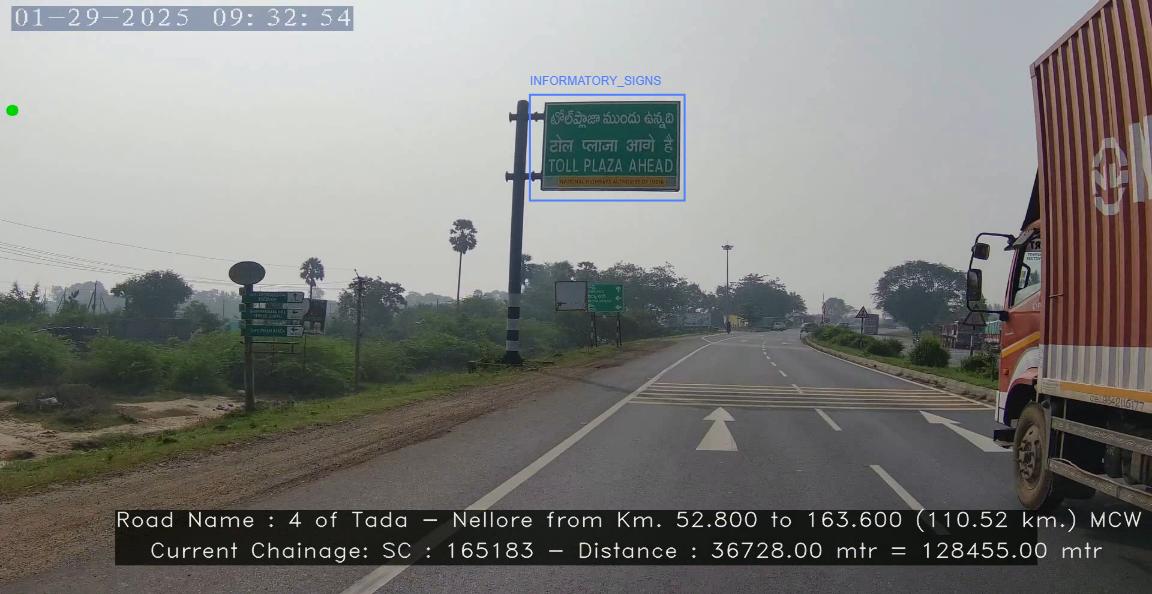 01-29-2025 09:32:54
INFORMATORY_SIGNS
టోల్‌ప్లాజా ముందు ఉన్నది
टोल प्लाजा आगे है
TOLL PLAZA AHEAD
NATIONAL HIGHWAYS AUTHORITY OF INDIA
Road Name : 4 of Tada - Nellore from Km. 52.800 to 163.600 (110.52 km.) MCW
Current Chainage: SC : 165183 - Distance : 36728.00 mtr = 128455.00 mtr